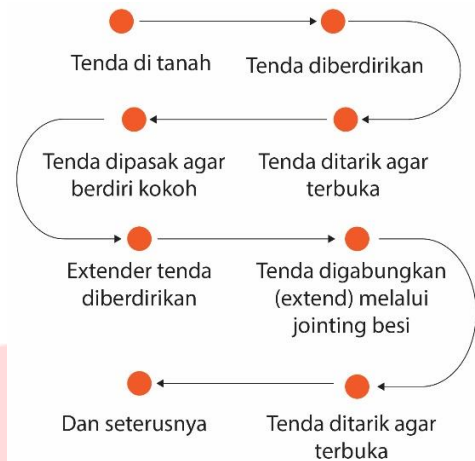 Tenda di tanah
Tenda diberdirikan
Tenda ditarik agar
terbuka
Tenda dipasak agar
berdiri kokoh
Extender tenda
diberdirikan
Tenda digabungkan
(extend) melalui
jointing besi
Tenda ditarik agar
terbuka
Dan seterusnya